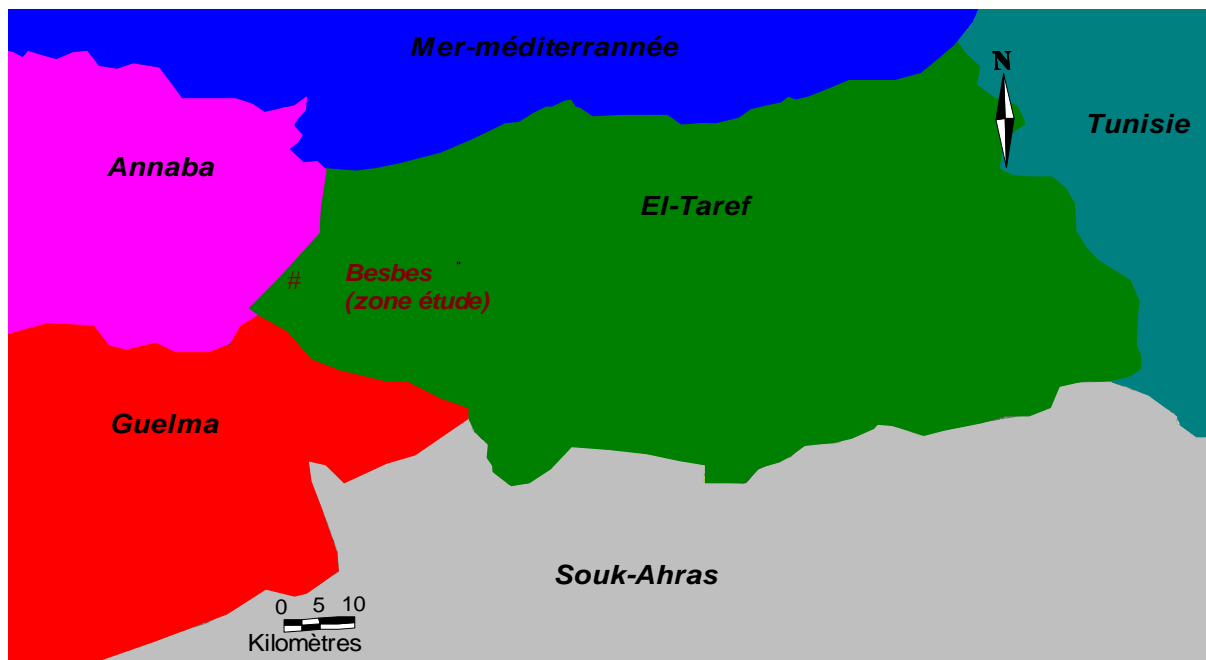 Mer-méditerrannée
N
Tunisie
Annaba
El-Taref
# Besbes
(zone étude)
Guelma
Souk-Ahras
0 5 10
Kilomètres